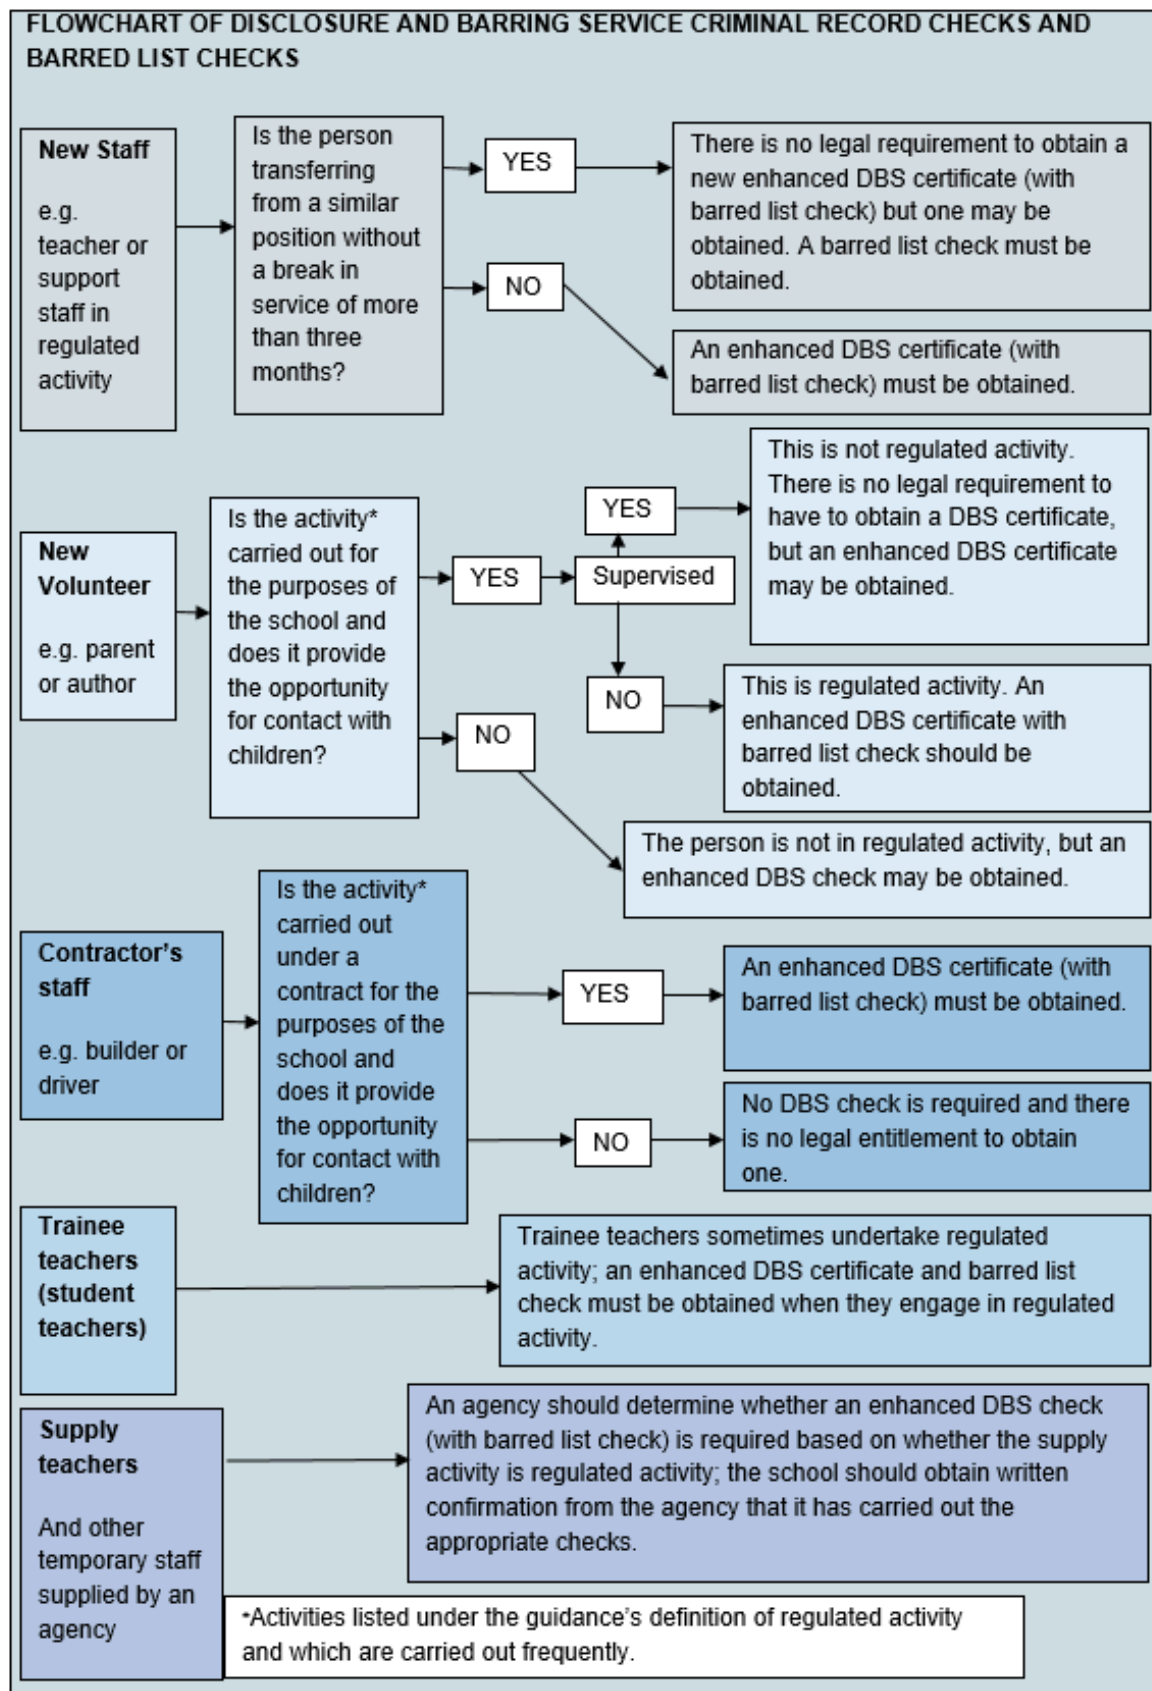 FLOWCHART OF DISCLOSURE AND BARRING SERVICE CRIMINAL RECORD CHECKS AND
BARRED LIST CHECKS
New Staff
e.g.
teacher or
support
staff in
regulated
activity
Is the person
transferring
from a similar
position without
a break in
service of more
than three
months?
YES
There is no legal requirement to obtain a
new enhanced DBS certificate (with
barred list check) but one may be
obtained. A barred list check must be
obtained.
NO
An enhanced DBS certificate (with
barred list check) must be obtained.
New
Volunteer
e.g. parent
or author
Is the activity*
carried out for
the purposes of
the school and
does it provide
the opportunity
for contact with
children?
YES
Supervised
YES
This is not regulated activity.
There is no legal requirement to
have to obtain a DBS certificate,
but an enhanced DBS certificate
may be obtained.
NO
This is regulated activity. An
enhanced DBS certificate with
barred list check should be
obtained.
NO
The person is not in regulated activity, but an
enhanced DBS check may be obtained.
Contractor's
staff
e.g. builder or
driver
Is the activity*
carried out
under a
contract for the
purposes of the
school and
does it provide
the opportunity
for contact with
children?
YES
An enhanced DBS certificate (with
barred list check) must be obtained.
NO
No DBS check is required and there
is no legal entitlement to obtain
one.
Trainee
teachers
(student
teachers)
Trainee teachers sometimes undertake regulated
activity; an enhanced DBS certificate and barred list
check must be obtained when they engage in regulated
activity.
Supply
teachers
And other
temporary staff
supplied by an
agency
An agency should determine whether an enhanced DBS check
(with barred list check) is required based on whether the supply
activity is regulated activity; the school should obtain written
confirmation from the agency that it has carried out the
appropriate checks.
*Activities listed under the guidance's definition of regulated activity
and which are carried out frequently.